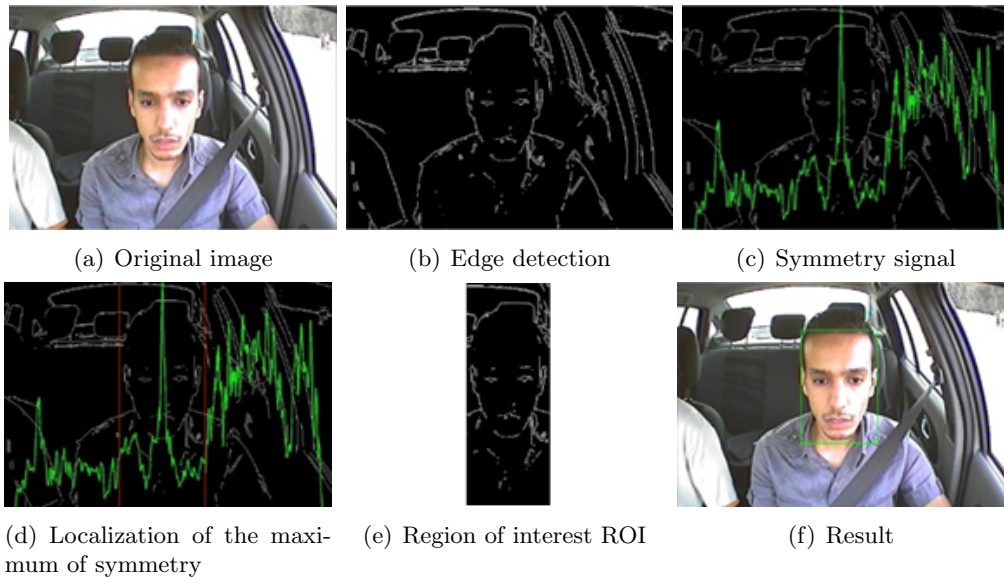 (a) Original image
(b) Edge detection
(c) Symmetry signal
(d) Localization of the maxi-
mum of symmetry
(e) Region of interest ROI
(f) Result